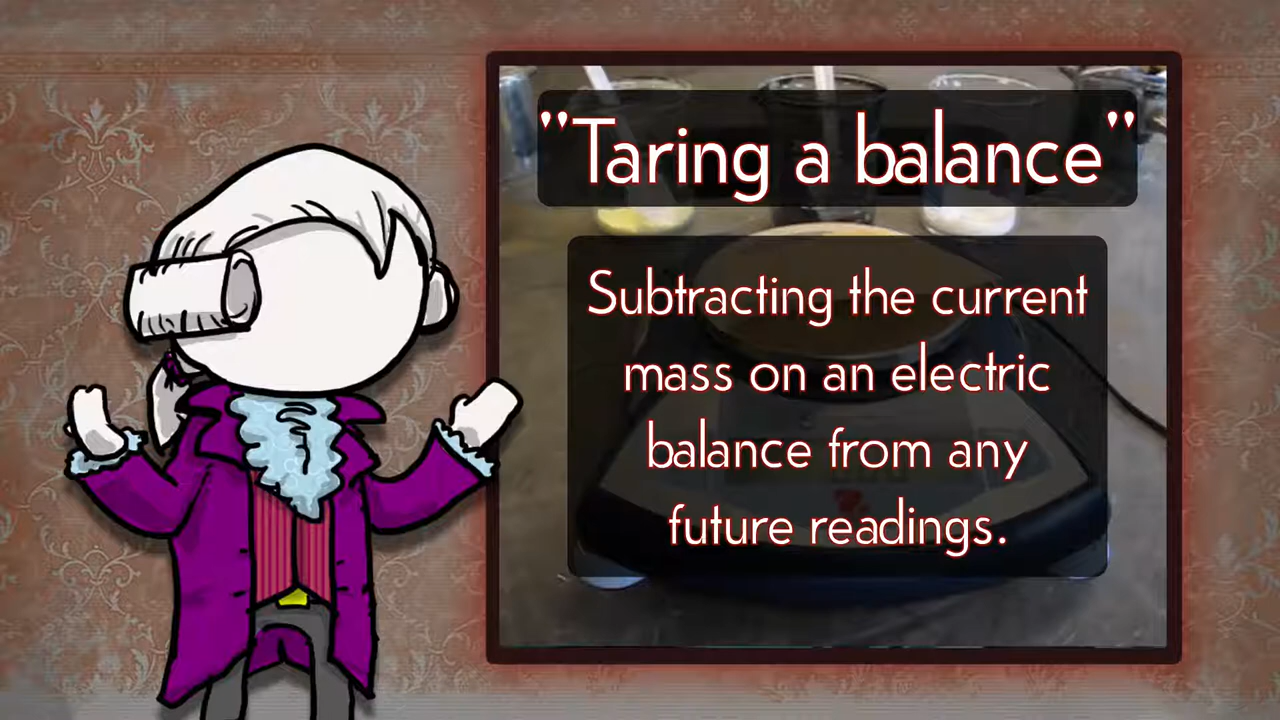 "Taring a balance"
Subtracting the current
mass on an electric
balance from any
future readings.